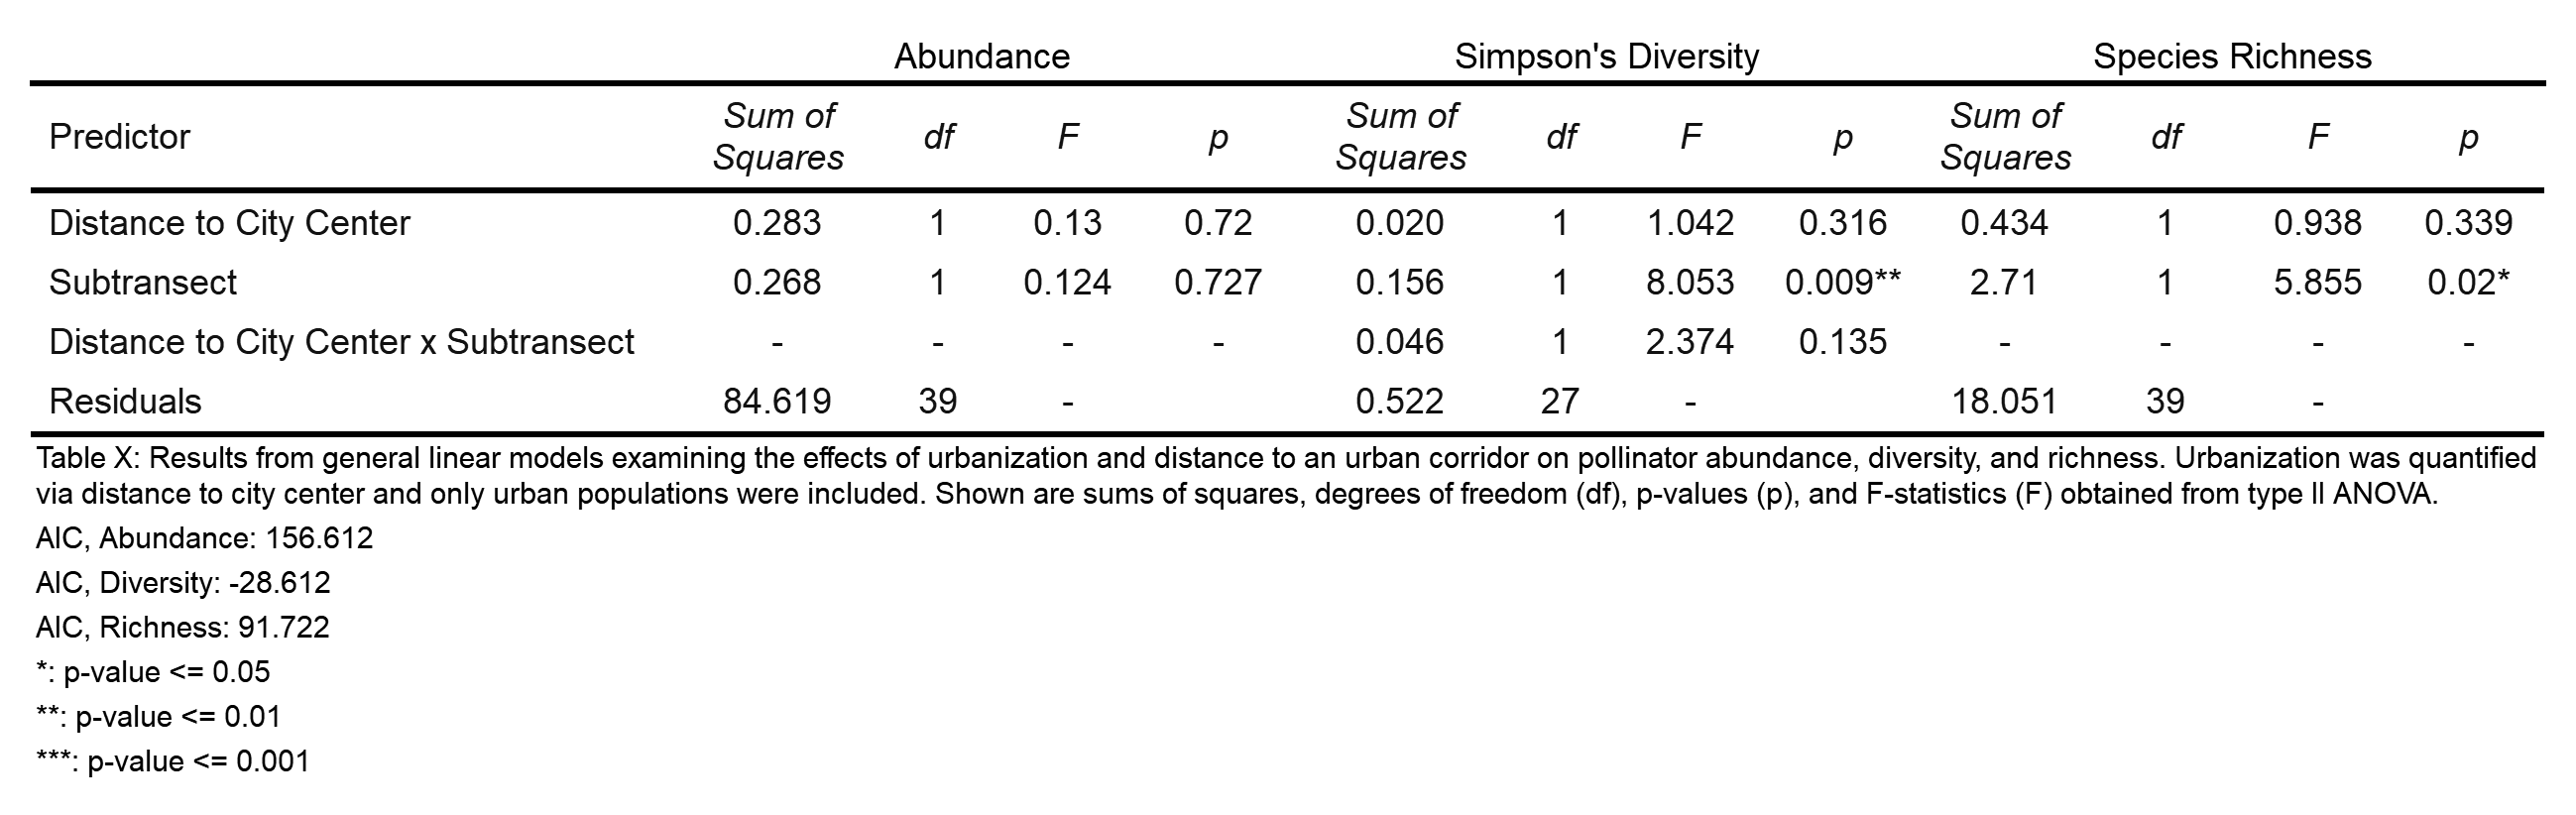 Abundance Simpson's Diversity Species Richness
Predictor Sum of Squares df F p Sum of Squares df F p Sum of Squares df F p
Distance to City Center 0.283 1 0.13 0.72 0.020 1 1.042 0.316 0.434 1 0.938 0.339
Subtransect 0.268 1 0.124 0.727 0.156 1 8.053 0.009** 2.71 1 5.855 0.02*
Distance to City Center x Subtransect - - - - 0.046 1 2.374 0.135 - - - -
Residuals 84.619 39 - 0.522 27 - 18.051 39 -
Table X: Results from general linear models examining the effects of urbanization and distance to an urban corridor on pollinator abundance, diversity, and richness. Urbanization was quantified
via distance to city center and only urban populations were included. Shown are sums of squares, degrees of freedom (df), p-values (p), and F-statistics (F) obtained from type II ANOVA.
AIC, Abundance: 156.612
AIC, Diversity: -28.612
AIC, Richness: 91.722
*: p-value <= 0.05
**: p-value <= 0.01
***: p-value <= 0.001